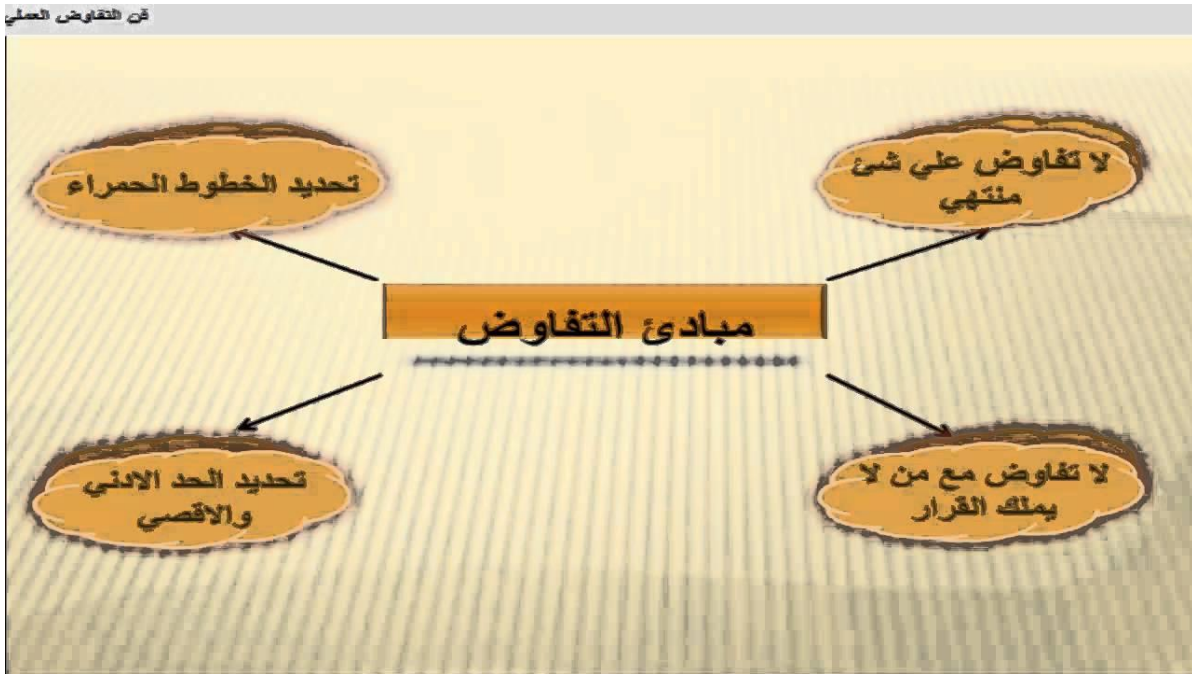 فن التفاوض العملي
لا تفاوض علي شئ
منتهي
تحديد الخطوط الحمراء
مبادئ التفاوض
لا تفاوض مع من لا
يملك القرار
تحديد الحد الادني
والاقصي